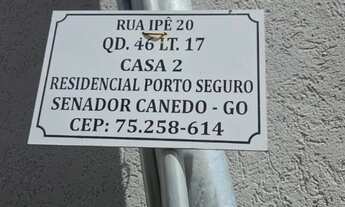 RUA IPÊ 20
QD. 46 LT. 17
CASA 2
RESIDENCIAL PORTO SEGURO
SENADOR CANEDO - GO
CEP: 75.258-614